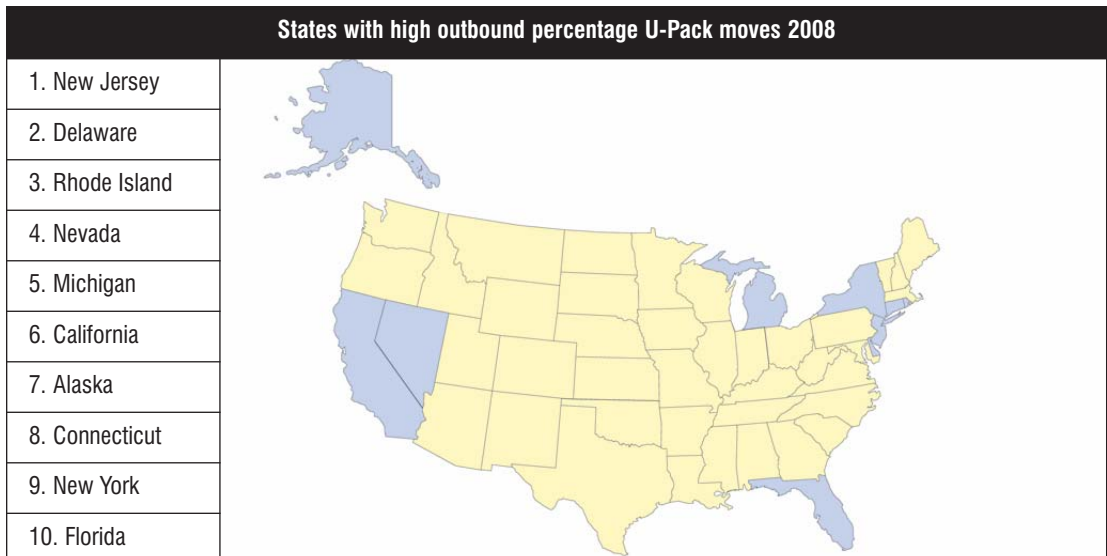 States with high outbound percentage U-Pack moves 2008
1. New Jersey
2. Delaware
3. Rhode Island
4. Nevada
5. Michigan
6. California
7. Alaska
8. Connecticut
9. New York
10. Florida